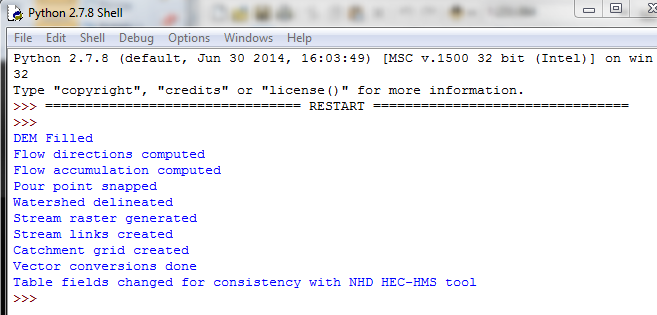 Python 2.7.8 Shell
File Edit Shell Debug Options Windows Help
Python 2.7.8 (default, Jun 30 2014, 16:03:49) [MSC v.1500 32 bit (Intel)] on win
32
Type "copyright", "credits" or "license()" for more information.
>>> ================================ RESTART ================================
>>>
DEM Filled
Flow directions computed
Flow accumulation computed
Pour point snapped
Watershed delineated
Stream raster generated
Stream links created
Catchment grid created
Vector conversions done
Table fields changed for consistency with NHD HEC-HMS tool
>>>